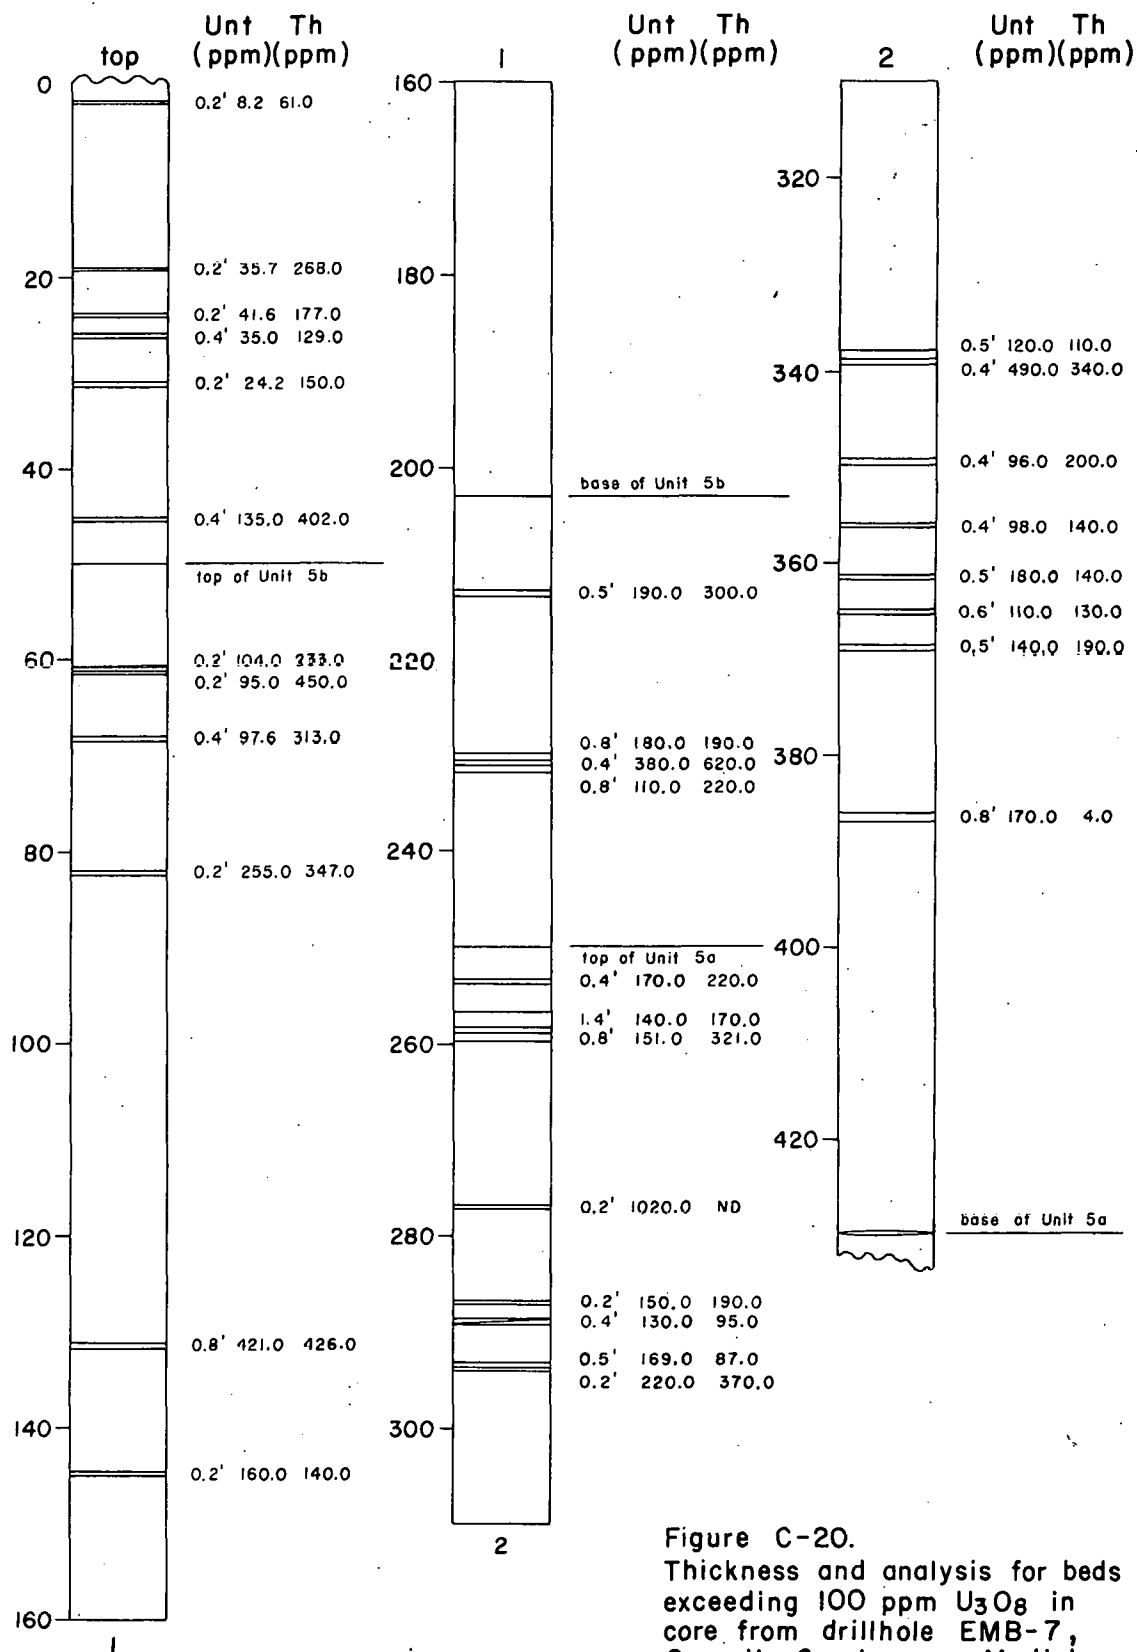 top
Unt Th
(ppm)(ppm)
0
0.2' 8.2 61.0
0.2' 35.7 268.0
20
0.2' 41.6 177.0
0.4' 35.0 129.0
0.2' 24.2 150.0
40
0.4' 135.0 402.0
top of Unit 5b
60
0.2' 104.0 233.0
0.2' 95.0 450.0
0.4' 97.6 313.0
80
0.2' 255.0 347.0
100
120
0.8' 421.0 426.0
140
0.2' 160.0 140.0
160
1
1
Unt Th
(ppm)(ppm)
160
180
200
base of Unit 5b
0.5' 190.0 300.0
220
0.8' 180.0 190.0
0.4' 380.0 620.0
0.8' 110.0 220.0
240
top of Unit 5a
0.4' 170.0 220.0
1.4' 140.0 170.0
0.8' 151.0 321.0
260
0.2' 1020.0 ND
280
0.2' 150.0 190.0
0.4' 130.0 95.0
0.5' 169.0 87.0
0.2' 220.0 370.0
300
2
2
Unt Th
(ppm)(ppm)
320
0.5' 120.0 110.0
340
0.4' 490.0 340.0
0.4' 96.0 200.0
0.4' 98.0 140.0
360
0.5' 180.0 140.0
0.6' 110.0 130.0
0.5' 140.0 190.0
380
0.8' 170.0 4.0
400
420
base of Unit 5a
Figure C-20.
Thickness and analysis for beds
exceeding 100 ppm U3O8 in
core from drillhole EMB-7,